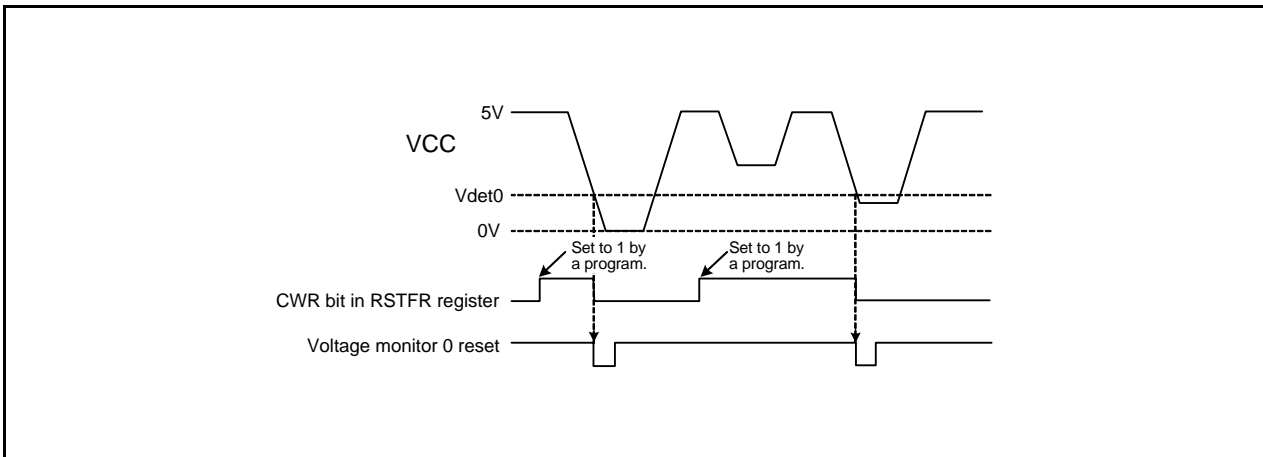 5V
VCC
Vdet0
0V
Set to 1 by
a program.
Set to 1 by
a program.
CWR bit in RSTFR register
Voltage monitor 0 reset